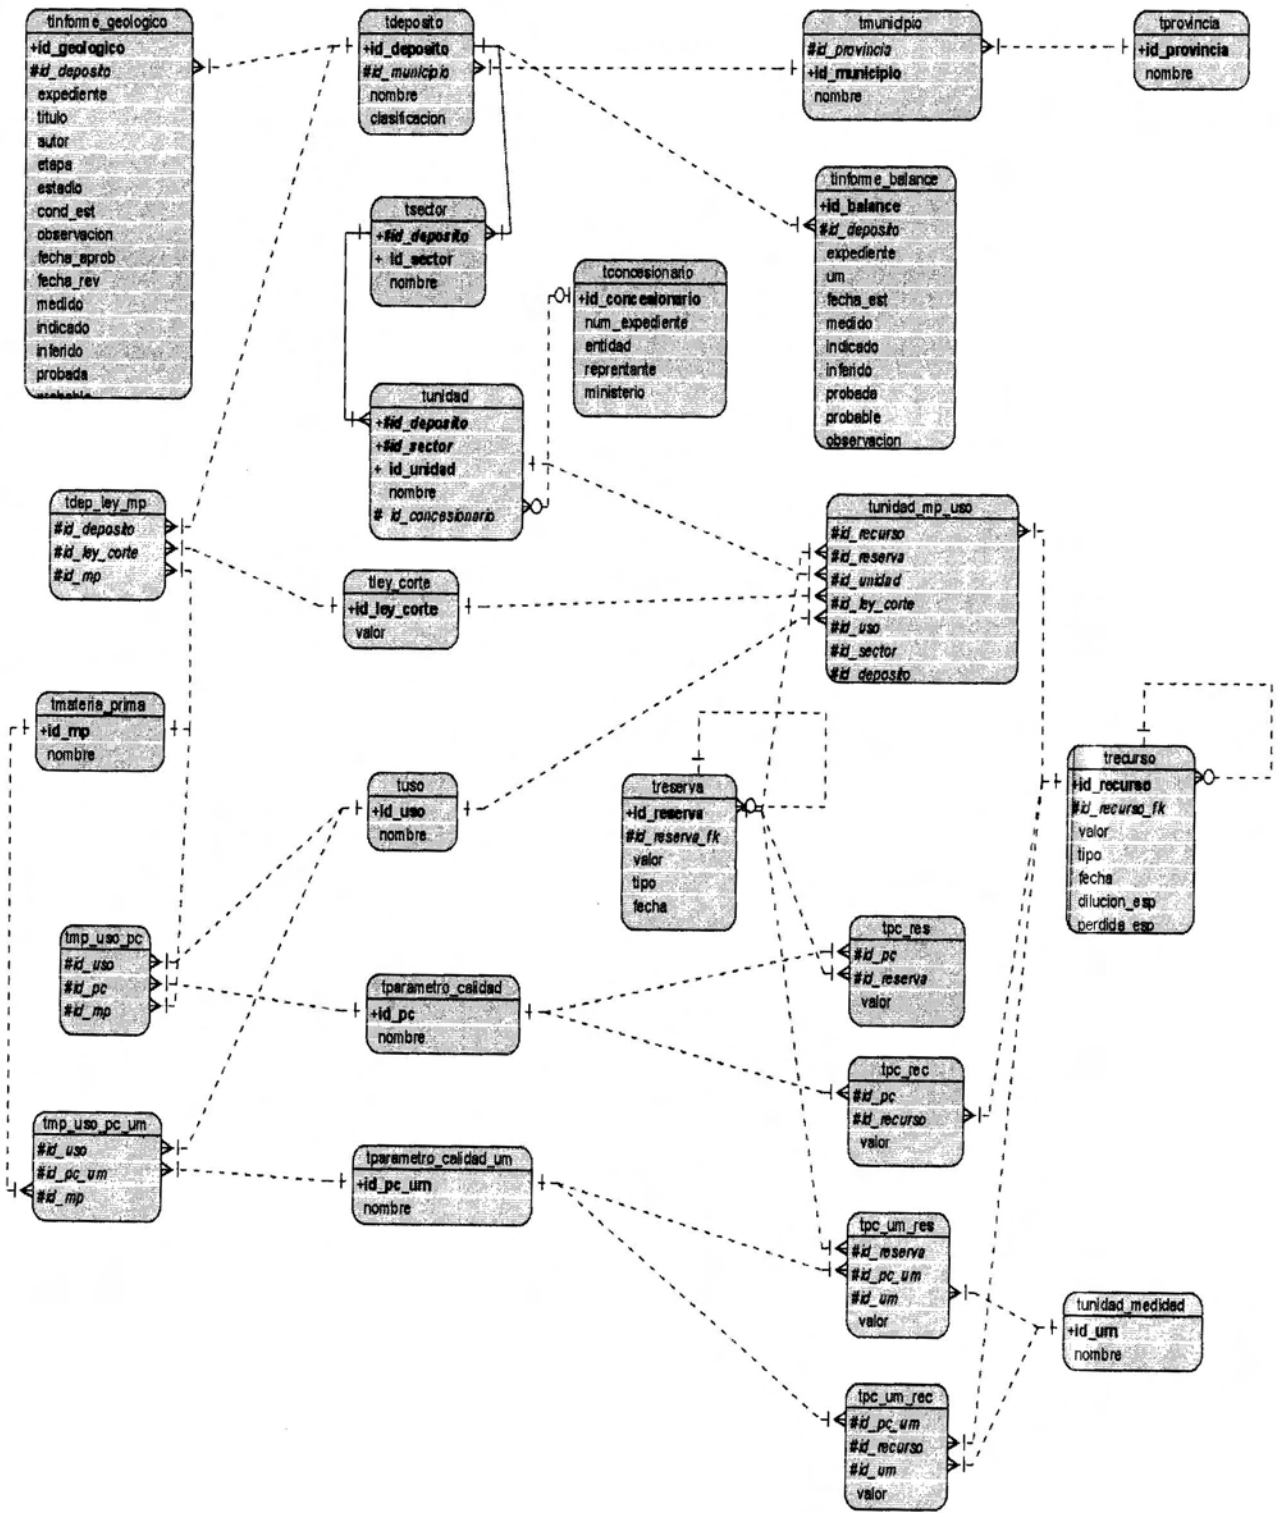 tinforme_geologico
+id_geologico
#id_deposito
expediente
titulo
autor
etapa
estadio
cond_est
observacion
fecha_aprob
fecha_rev
medido
indicado
inferido
probada
probable
tdeposito
+id_deposito
#id_municipio
nombre
clasificacion
tmunicipio
#id_provincia
+id_municipio
nombre
tprovincia
+id_provincia
nombre
tsector
+#id_deposito
+ id_sector
nombre
tconcesionario
+id_concesionario
num_expediente
entidad
reprentante
ministerio
tinforme_balance
+id_balance
#id_deposito
expediente
um
fecha_est
medido
indicado
inferido
probada
probable
observacion
tunidad
+#id_deposito
+#id_sector
+ id_unidad
nombre
# id_concesionario
tdep_ley_mp
#id_deposito
#id_ley_corte
#id_mp
tley_corte
+id_ley_corte
valor
tunidad_mp_uso
#id_recurso
#id_reserva
#id_unidad
#id_ley_corte
#id_uso
#id_sector
#id_deposito
tmateria_prima
+id_mp
nombre
tuso
+id_uso
nombre
treserva
+id_reserva
#id_reserva_fk
valor
tipo
fecha
trecurso
+id_recurso
#id_recurso_fk
valor
tipo
fecha
dilucion_esp
perdida_esp
tmp_uso_pc
#id_uso
#id_pc
#id_mp
tparametro_calidad
+id_pc
nombre
tpc_res
#id_pc
#id_reserva
valor
tpc_rec
#id_pc
#id_recurso
valor
tmp_uso_pc_um
#id_uso
#id_pc_um
#id_mp
tparametro_calidad_um
+id_pc_um
nombre
tpc_um_res
#id_reserva
#id_pc_um
#id_um
valor
tunidad_medidad
+id_um
nombre
tpc_um_rec
#id_pc_um
#id_recurso
#id_um
valor